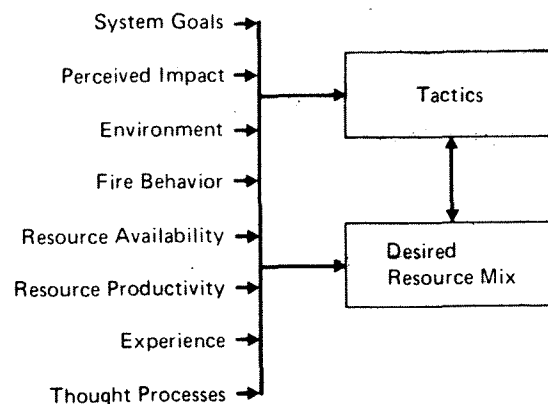 System Goals
Perceived Impact
Environment
Fire Behavior
Resource Availability
Resource Productivity
Experience
Thought Processes
Tactics
Desired
Resource Mix